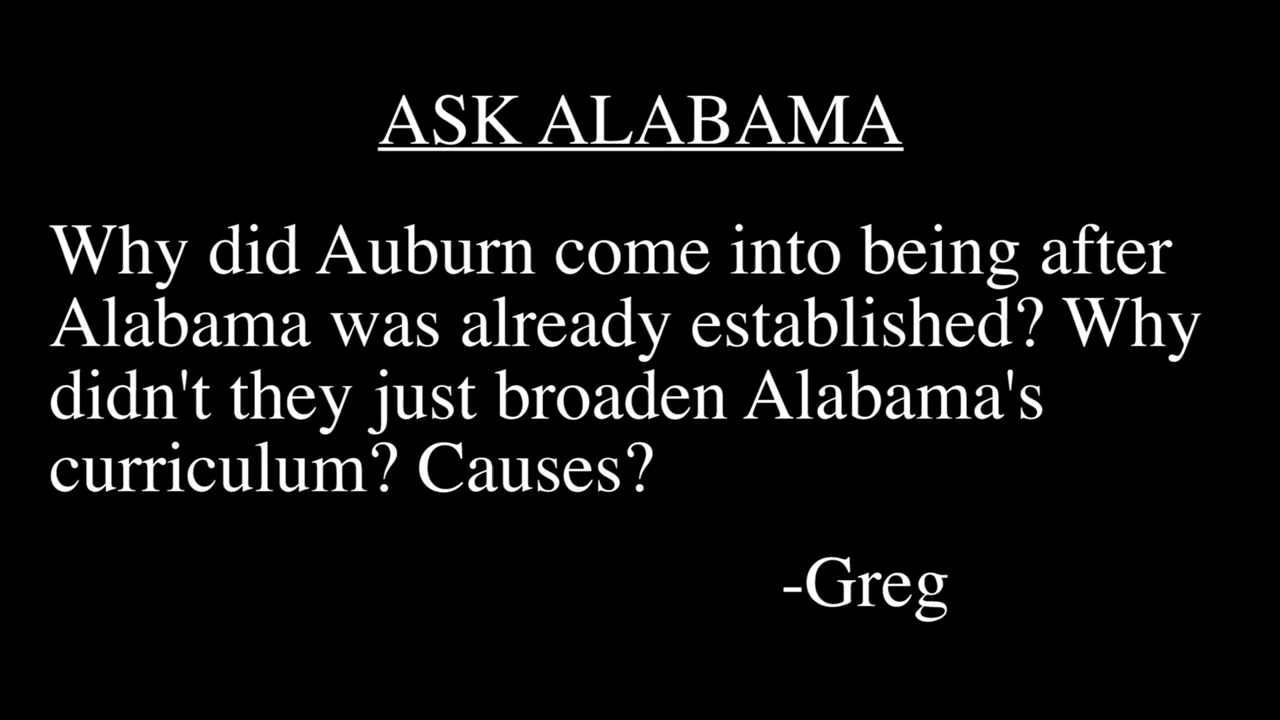 ASK ALABAMA
Why did Auburn come into being after
Alabama was already established? Why
didn't they just broaden Alabama's
curriculum? Causes?
-Greg